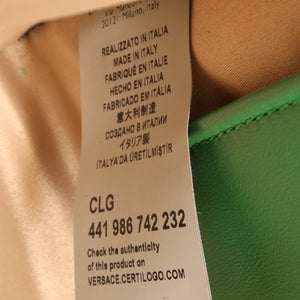 Via Manzoni
20121 Milano, Italy
REALIZZATO IN ITALIA
MADE IN ITALY
FABRIQUÉ EN ITALIE
HECHO EN ITALIA
FABRICADO EM ITÁLIA
意大利制造
СОЗДАНО В ИТАЛИИ
イタリア製
İTALYA'DA ÜRETİLMİŞTİR
CLG
441 986 742 232
Check the authenticity
of this product on
VERSACE.CERTILOGO.COM